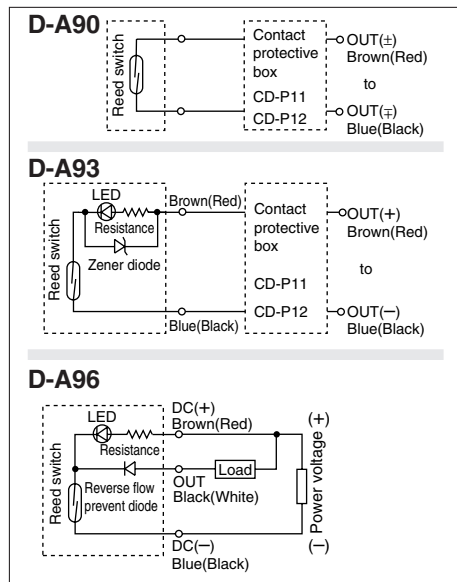 D-A90
Reed switch
Contact
protective
box
CD-P11
CD-P12
OUT(±)
Brown(Red)
to
OUT(∓)
Blue(Black)
D-A93
Reed switch
LED
Resistance
Zener diode
Brown(Red)
Blue(Black)
Contact
protective
box
CD-P11
CD-P12
OUT(+)
Brown(Red)
to
OUT(−)
Blue(Black)
D-A96
Reed switch
LED
Resistance
Reverse flow
prevent diode
DC(+)
Brown(Red)
Load
OUT
Black(White)
DC(−)
Blue(Black)
(+)
Power voltage
(−)